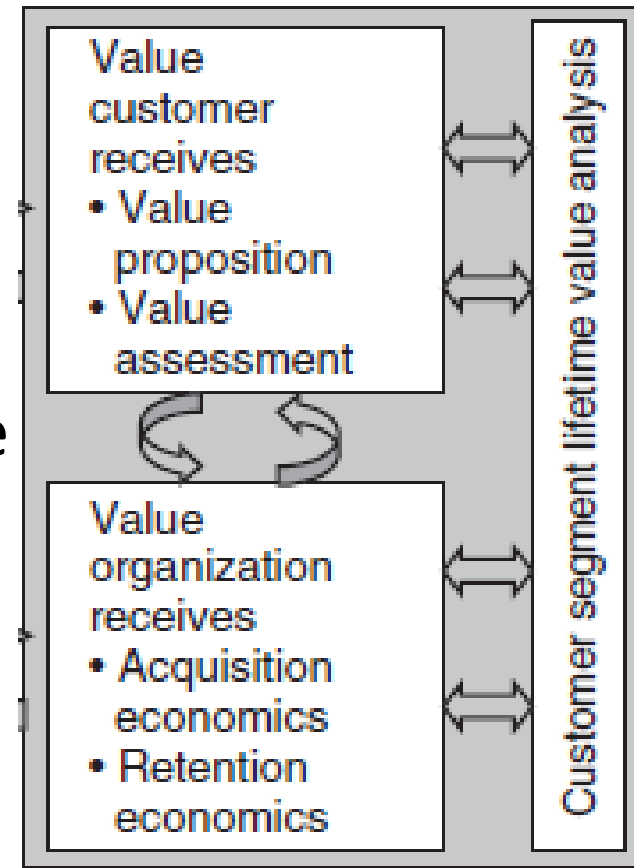 Value
customer
receives
• Value
proposition
• Value
assessment
e
Value
organization
receives
• Acquisition
economics
• Retention
economics
Customer segment lifetime value analysis